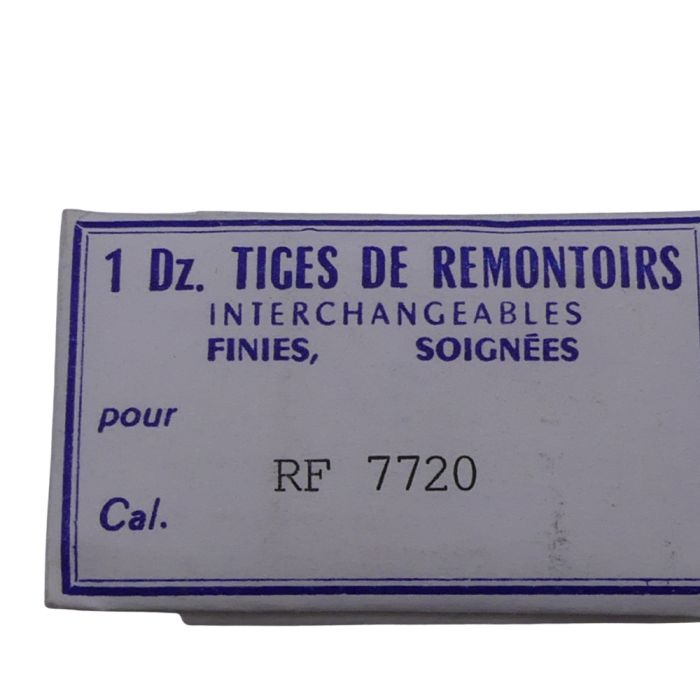 1 Dz. TIGES DE REMONTOIRS
INTERCHANGEABLES
FINIES, SOIGNÉES
pour
RF 7720
Cal.